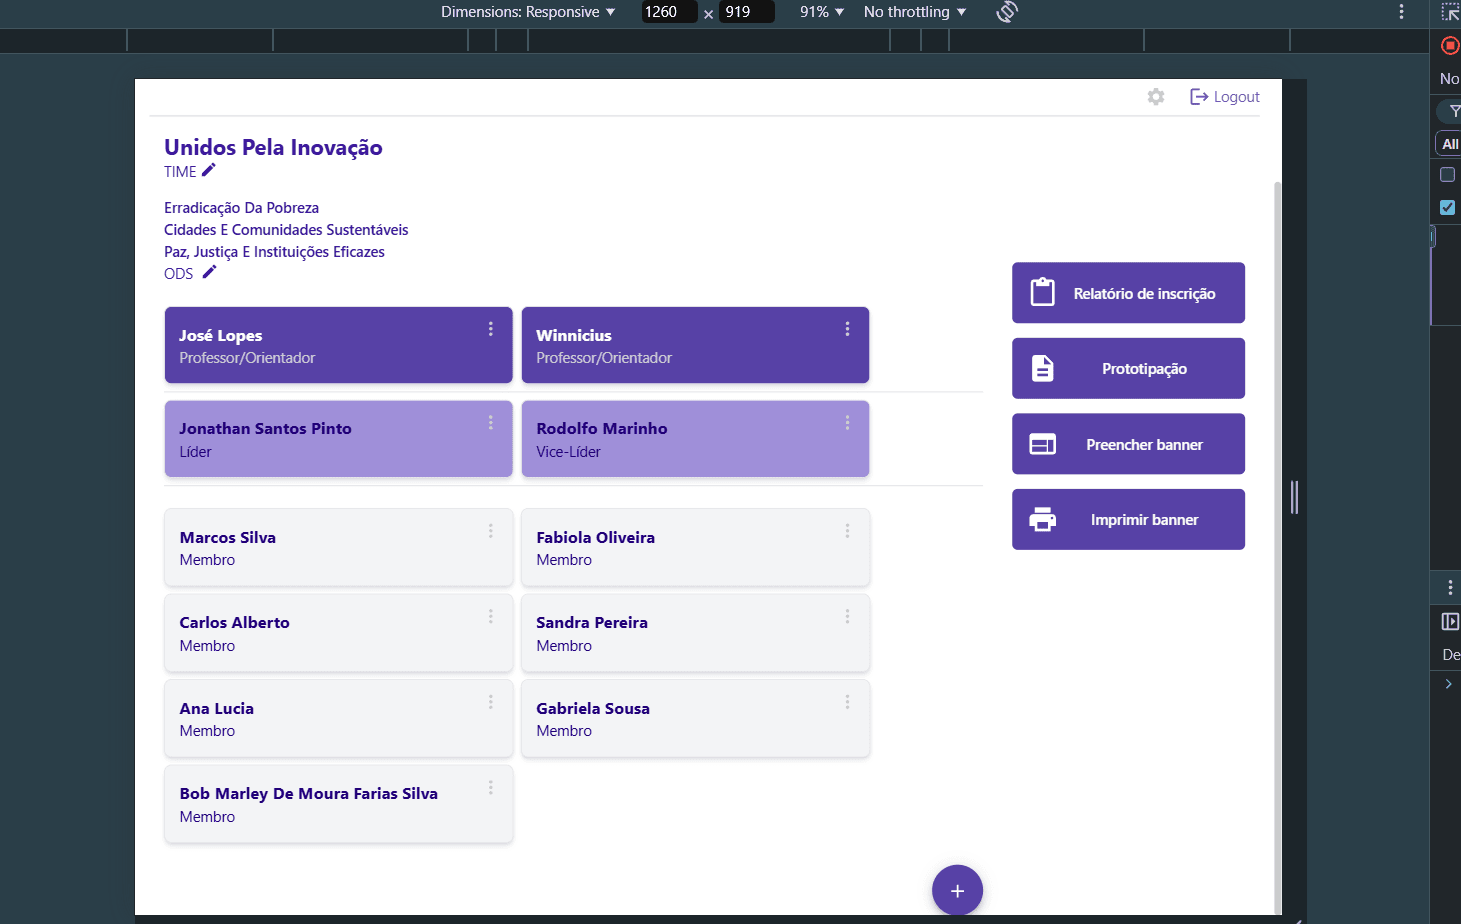 Dimensions: Responsive
1260 × 919
91%
No throttling
Logout
No
All
Unidos Pela Inovação
TIME
Erradicação Da Pobreza
Cidades E Comunidades Sustentáveis
Paz, Justiça E Instituições Eficazes
ODS
José Lopes
Professor/Orientador
Winnicius
Professor/Orientador
Jonathan Santos Pinto
Líder
Rodolfo Marinho
Vice-Líder
Marcos Silva
Membro
Fabiola Oliveira
Membro
Carlos Alberto
Membro
Sandra Pereira
Membro
Ana Lucia
Membro
Gabriela Sousa
Membro
Bob Marley De Moura Farias Silva
Membro
+
Relatório de inscrição
Prototipação
Preencher banner
Imprimir banner
De